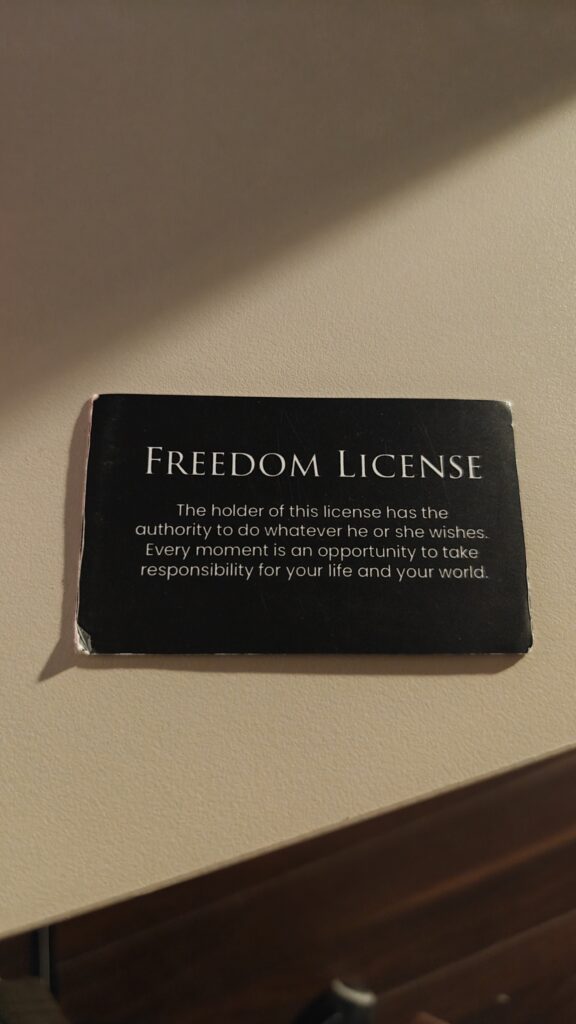 FREEDOM LICENSE
The holder of this license has the
authority to do whatever he or she wishes.
Every moment is an opportunity to take
responsibility for your life and your world.